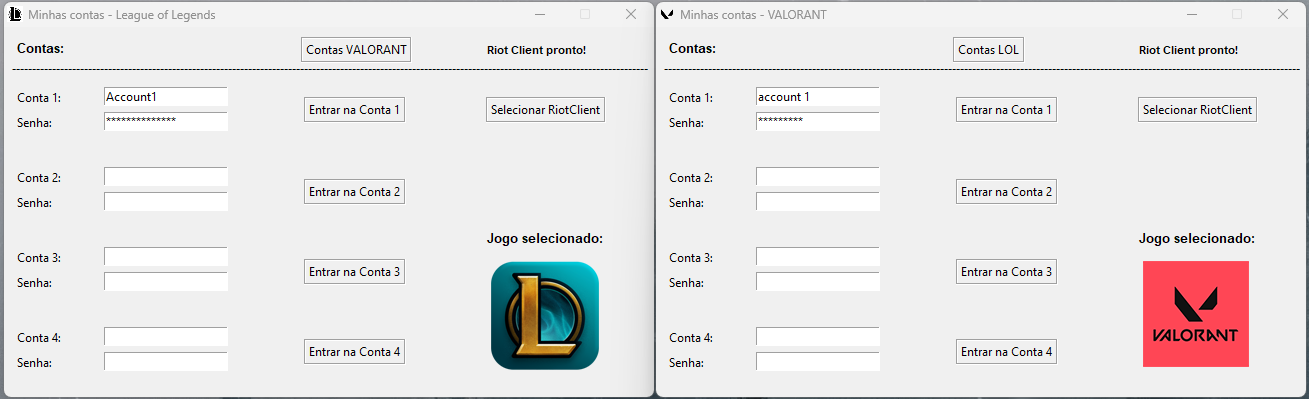 Minhas contas - League of Legends
Contas:
Contas VALORANT
Riot Client pronto!
Conta 1:
Account1
Entrar na Conta 1
Selecionar RiotClient
Senha:
**************
Conta 2:
Entrar na Conta 2
Senha:
Jogo selecionado:
Conta 3:
Entrar na Conta 3
Senha:
L
Conta 4:
Entrar na Conta 4
Senha:
Minhas contas - VALORANT
Contas:
Contas LOL
Riot Client pronto!
Conta 1:
account 1
Entrar na Conta 1
Selecionar RiotClient
Senha:
*********
Conta 2:
Entrar na Conta 2
Senha:
Jogo selecionado:
Conta 3:
Entrar na Conta 3
Senha:
VALORANT
Conta 4:
Entrar na Conta 4
Senha: